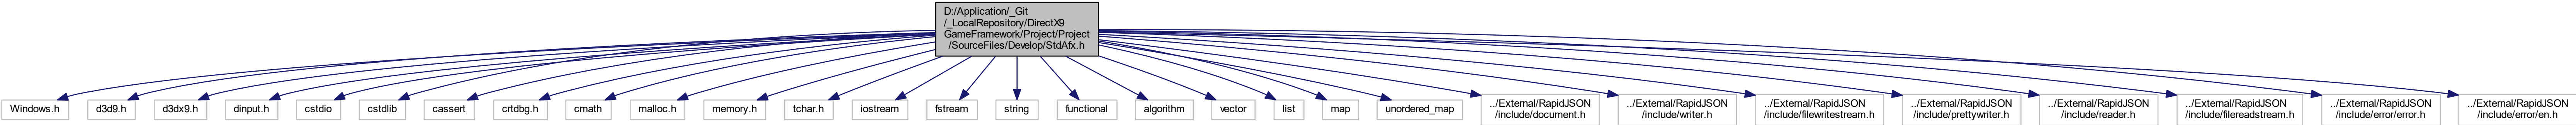 D:/Application/_Git
/_LocalRepository/DirectX9
GameFramework/Project/Project
/SourceFiles/Develop/StdAfx.h
Windows.h
d3d9.h
d3dx9.h
dinput.h
cstdio
cstdlib
cassert
crtdbg.h
cmath
malloc.h
memory.h
tchar.h
iostream
fstream
string
functional
algorithm
vector
list
map
unordered_map
../External/RapidJSON
/include/document.h
../External/RapidJSON
/include/writer.h
../External/RapidJSON
/include/filewritestream.h
../External/RapidJSON
/include/prettywriter.h
../External/RapidJSON
/include/reader.h
../External/RapidJSON
/include/filereadstream.h
../External/RapidJSON
/include/error/error.h
../External/RapidJSON
/include/error/en.h